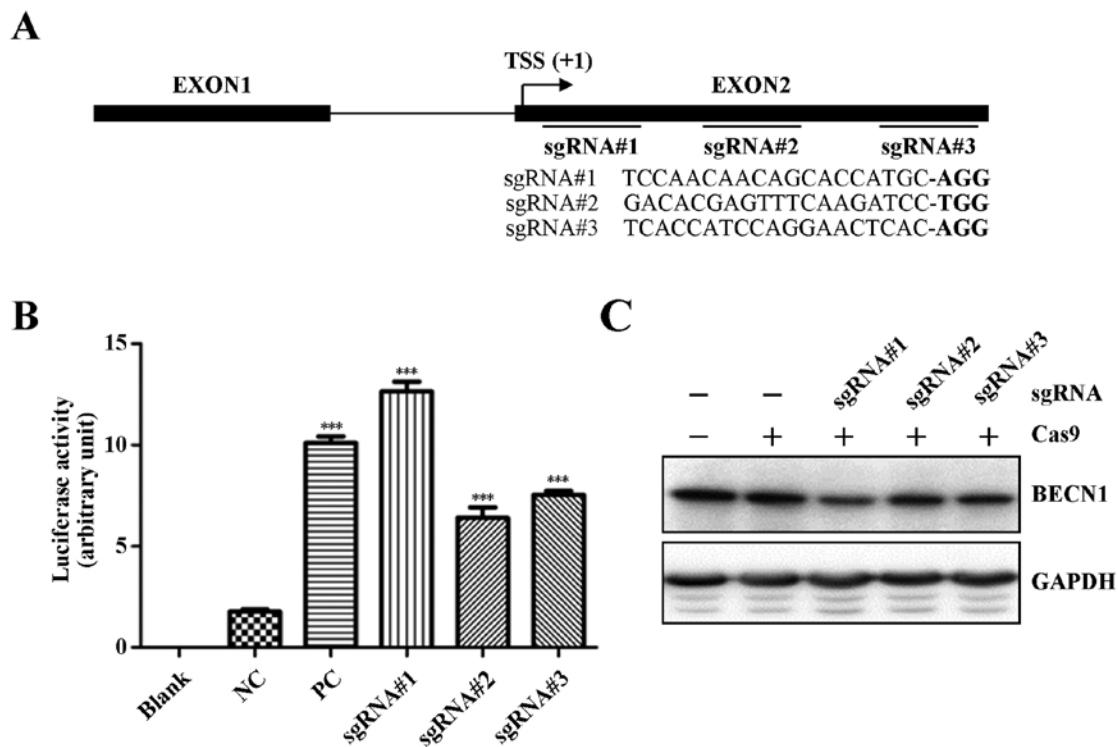 A
TSS (+1)
EXON1
EXON2
sgRNA#1
sgRNA#2
sgRNA#3
sgRNA#1 TCCAACAACAGCACCATGC-AGG
sgRNA#2 GACACGAGTTTCAAGATCC-TGG
sgRNA#3 TCACCATCCAGGAACTCAC-AGG
B
Luciferase activity
(arbitrary unit)
15
10
5
0
***
***
***
***
Blank
NC
PC
sgRNA#1
sgRNA#2
sgRNA#3
C
sgRNA#1
sgRNA#2
sgRNA#3
− − sgRNA
− + + + + Cas9
BECN1
GAPDH